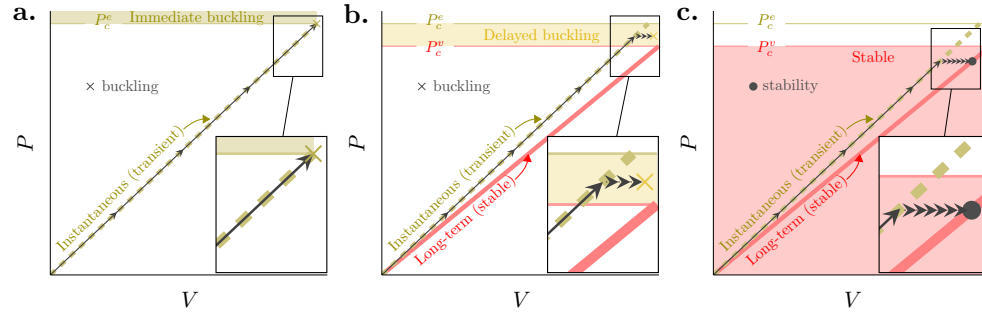 a.
P_c^e
Immediate buckling
× buckling
Instantaneous (transient)
P
V
b.
P_c^e
Delayed buckling
P_c^v
× buckling
Instantaneous (transient)
Long-term (stable)
P
V
c.
P_c^e
P_c^v
Stable
● stability
Instantaneous (transient)
Long-term (stable)
P
V